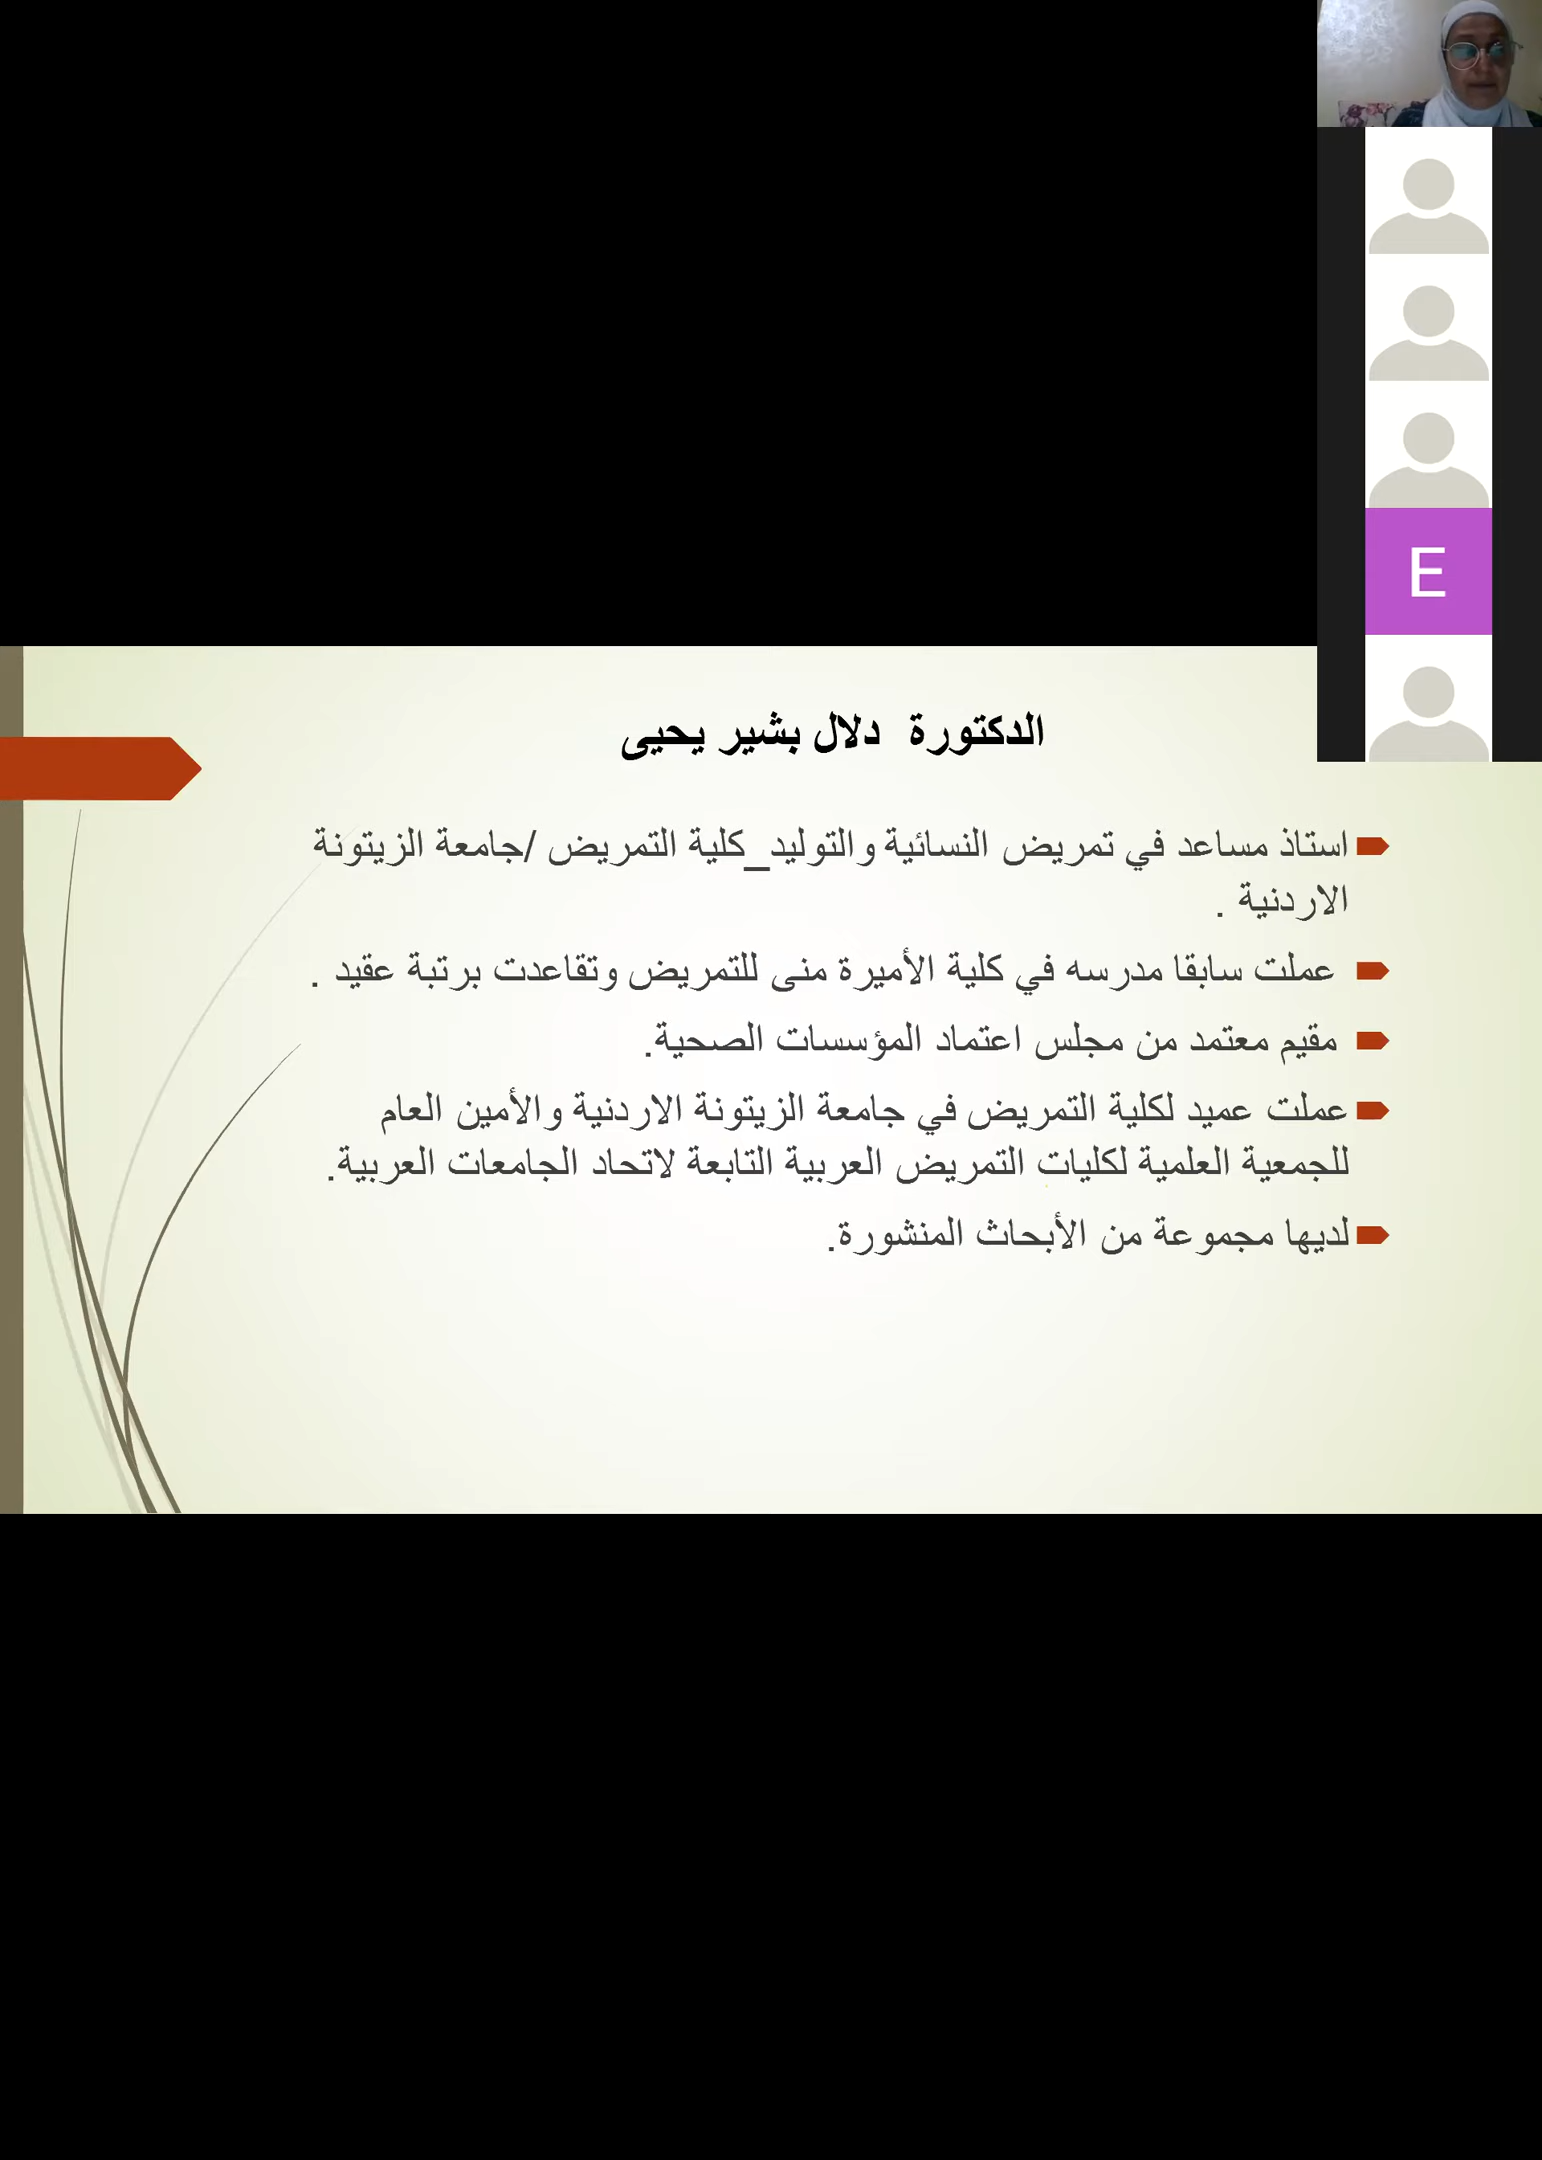 E
الدكتورة دلال بشير يحيى
استاذ مساعد في تمريض النسائية والتوليد_كلية التمريض /جامعة الزيتونة
الاردنية .
عملت سابقا مدرسه في كلية الأميرة منى للتمريض وتقاعدت برتبة عقيد .
مقيم معتمد من مجلس اعتماد المؤسسات الصحية.
عملت عميد لكلية التمريض في جامعة الزيتونة الاردنية والأمين العام
للجمعية العلمية لكليات التمريض العربية التابعة لاتحاد الجامعات العربية.
لديها مجموعة من الأبحاث المنشورة.